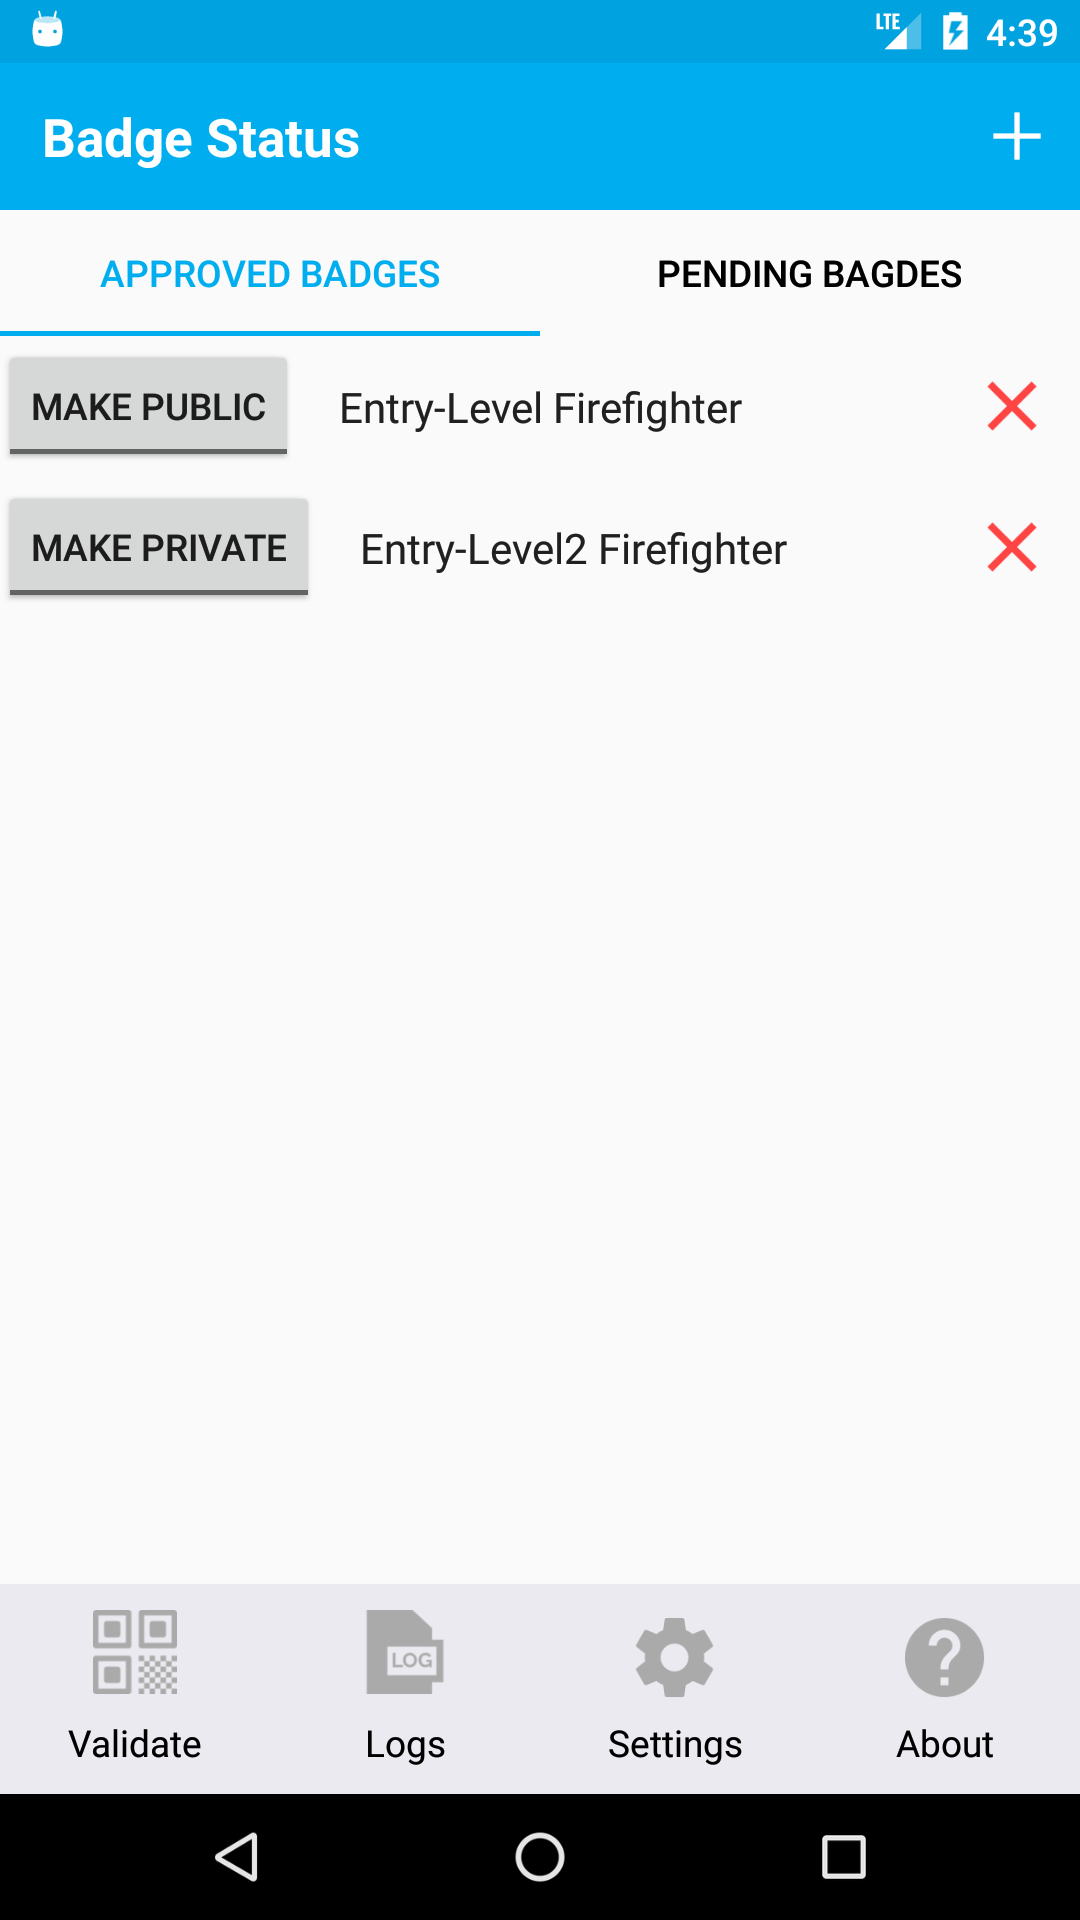 LTE 4:39
Badge Status
APPROVED BADGES PENDING BAGDES
MAKE PUBLIC Entry-Level Firefighter
MAKE PRIVATE Entry-Level2 Firefighter
LOG
Validate Logs Settings About